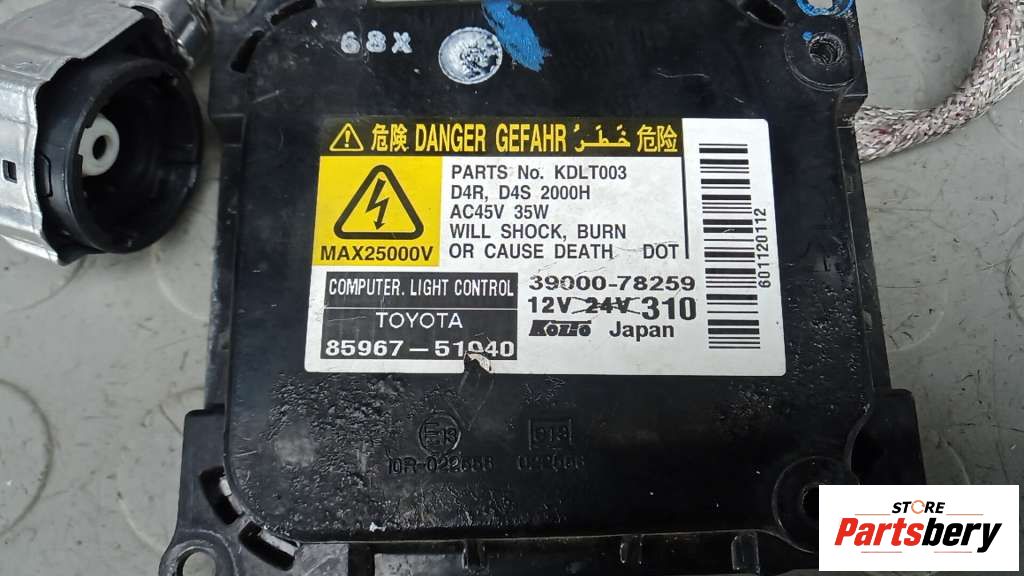 68X
危険 DANGER GEFAHR خَطَر 危险
PARTS No. KDLT003
D4R, D4S 2000H
AC45V 35W
WILL SHOCK, BURN
OR CAUSE DEATH DOT
MAX25000V
COMPUTER. LIGHT CONTROL
TOYOTA
85967-51040
39000-78259
12V 24V 310
KOITO Japan
601120112
10R-022666
STORE
Partsbery